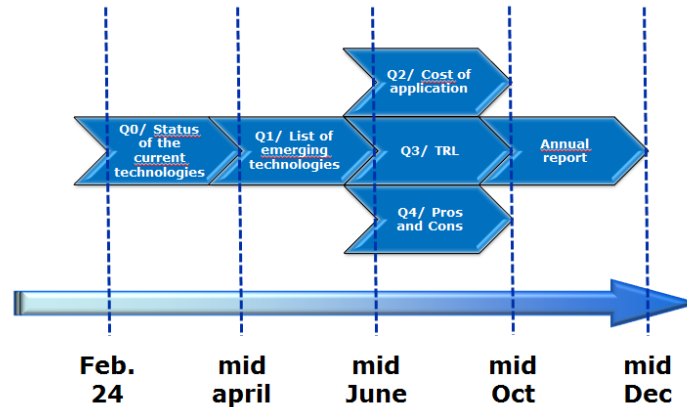 Q2/ Cost of
application
Q0/ Status
of the
current
technologies
Q1/ List of
emerging
technologies
Q3/ TRL
Annual
report
Q4/ Pros
and Cons
Feb.
24
mid
april
mid
June
mid
Oct
mid
Dec